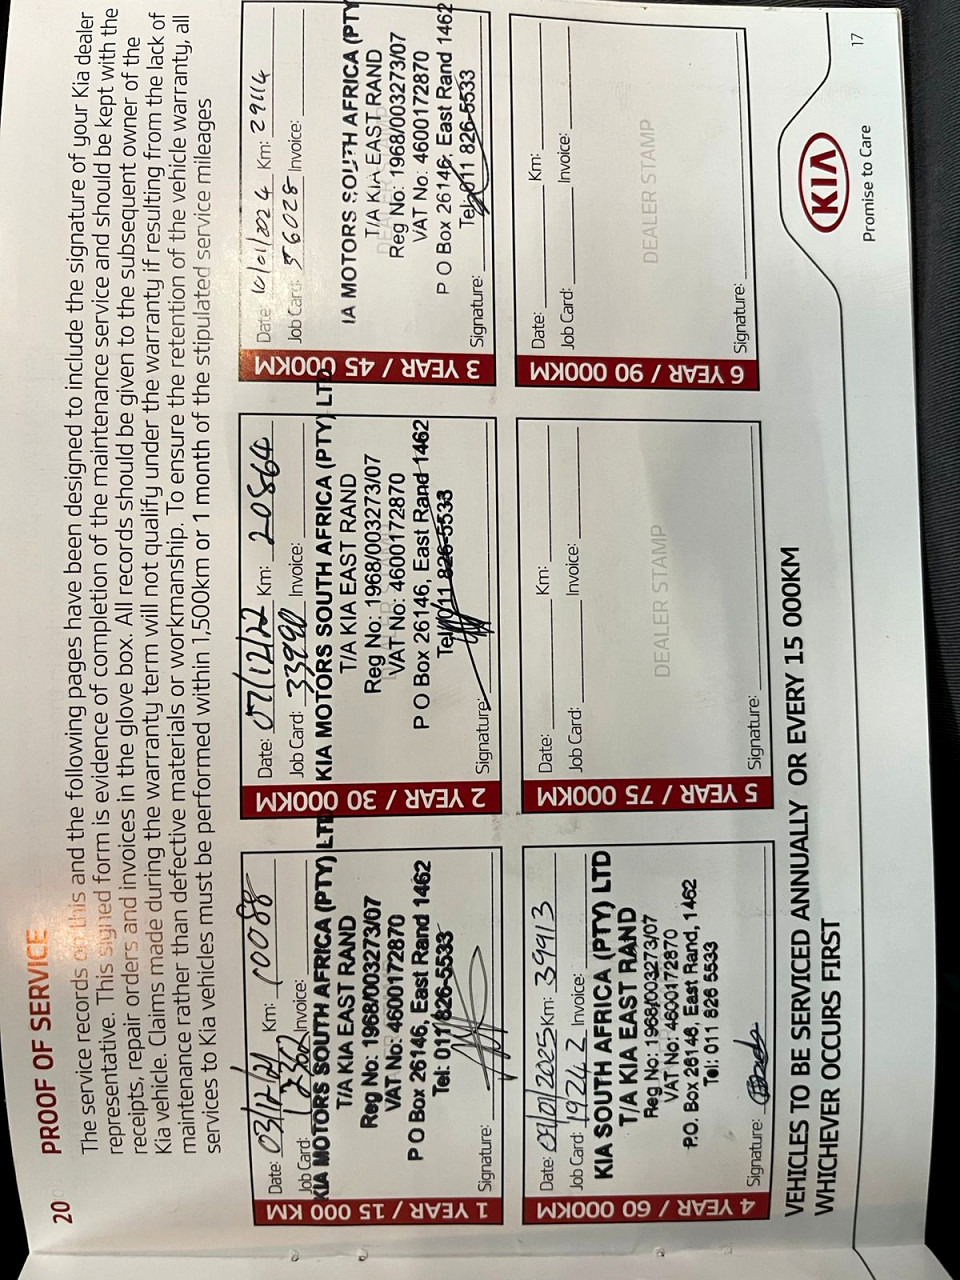 20
PROOF OF SERVICE
The service records on this and the following pages have been designed to include the signature of your Kia dealer
representative. This signed form is evidence of completion of the maintenance service and should be kept with the
receipts, repair orders and invoices in the glove box. All records should be given to the subsequent owner of the
Kia vehicle. Claims made during the warranty term will not qualify under the warranty if resulting from the lack of
maintenance rather than defective materials or workmanship. To ensure the retention of the vehicle warranty, all
services to Kia vehicles must be performed within 1,500km or 1 month of the stipulated service mileages
1 YEAR / 15 000 KM
Date: 03/12/21 Km: 10088
Job Card: Invoice:
KIA MOTORS SOUTH AFRICA (PTY) LTD
T/A KIA EAST RAND
Reg No: 1968/003273/07
VAT No: 4600172870
P O Box 26146, East Rand 1462
Tel: 011 826-5533
Signature:
2 YEAR / 30 000KM
Date: 07/12/22 Km: 20864
Job Card: 33990 Invoice:
KIA MOTORS SOUTH AFRICA (PTY) LTD
T/A KIA EAST RAND
Reg No: 1968/003273/07
VAT No: 4600172870
P O Box 26146, East Rand 1462
Tel: 011 826-5533
Signature:
3 YEAR / 45 000KM
Date: /01/2024 Km: 29114
Job Card: 56028 Invoice:
IA MOTORS SOUTH AFRICA (PTY
T/A KIA EAST RAND
Reg No: 1968/003273/07
VAT No: 4600172870
P O Box 26146, East Rand 1462
Tel: 011 826-5533
Signature:
4 YEAR / 60 000KM
Date: 09/01/2025 Km: 39913
Job Card: 19242 Invoice:
KIA SOUTH AFRICA (PTY) LTD
T/A KIA EAST RAND
Reg No: 1968/003273/07
VAT No: 4600172870
P.O. Box 26146, East Rand, 1462
Tel: 011 826 5533
Signature:
5 YEAR / 75 000KM
Date: Km:
Job Card: Invoice:
DEALER STAMP
Signature:
6 YEAR / 90 000KM
Date: Km:
Job Card: Invoice:
DEALER STAMP
Signature:
VEHICLES TO BE SERVICED ANNUALLY OR EVERY 15 000KM
WHICHEVER OCCURS FIRST
KIA
Promise to Care
17